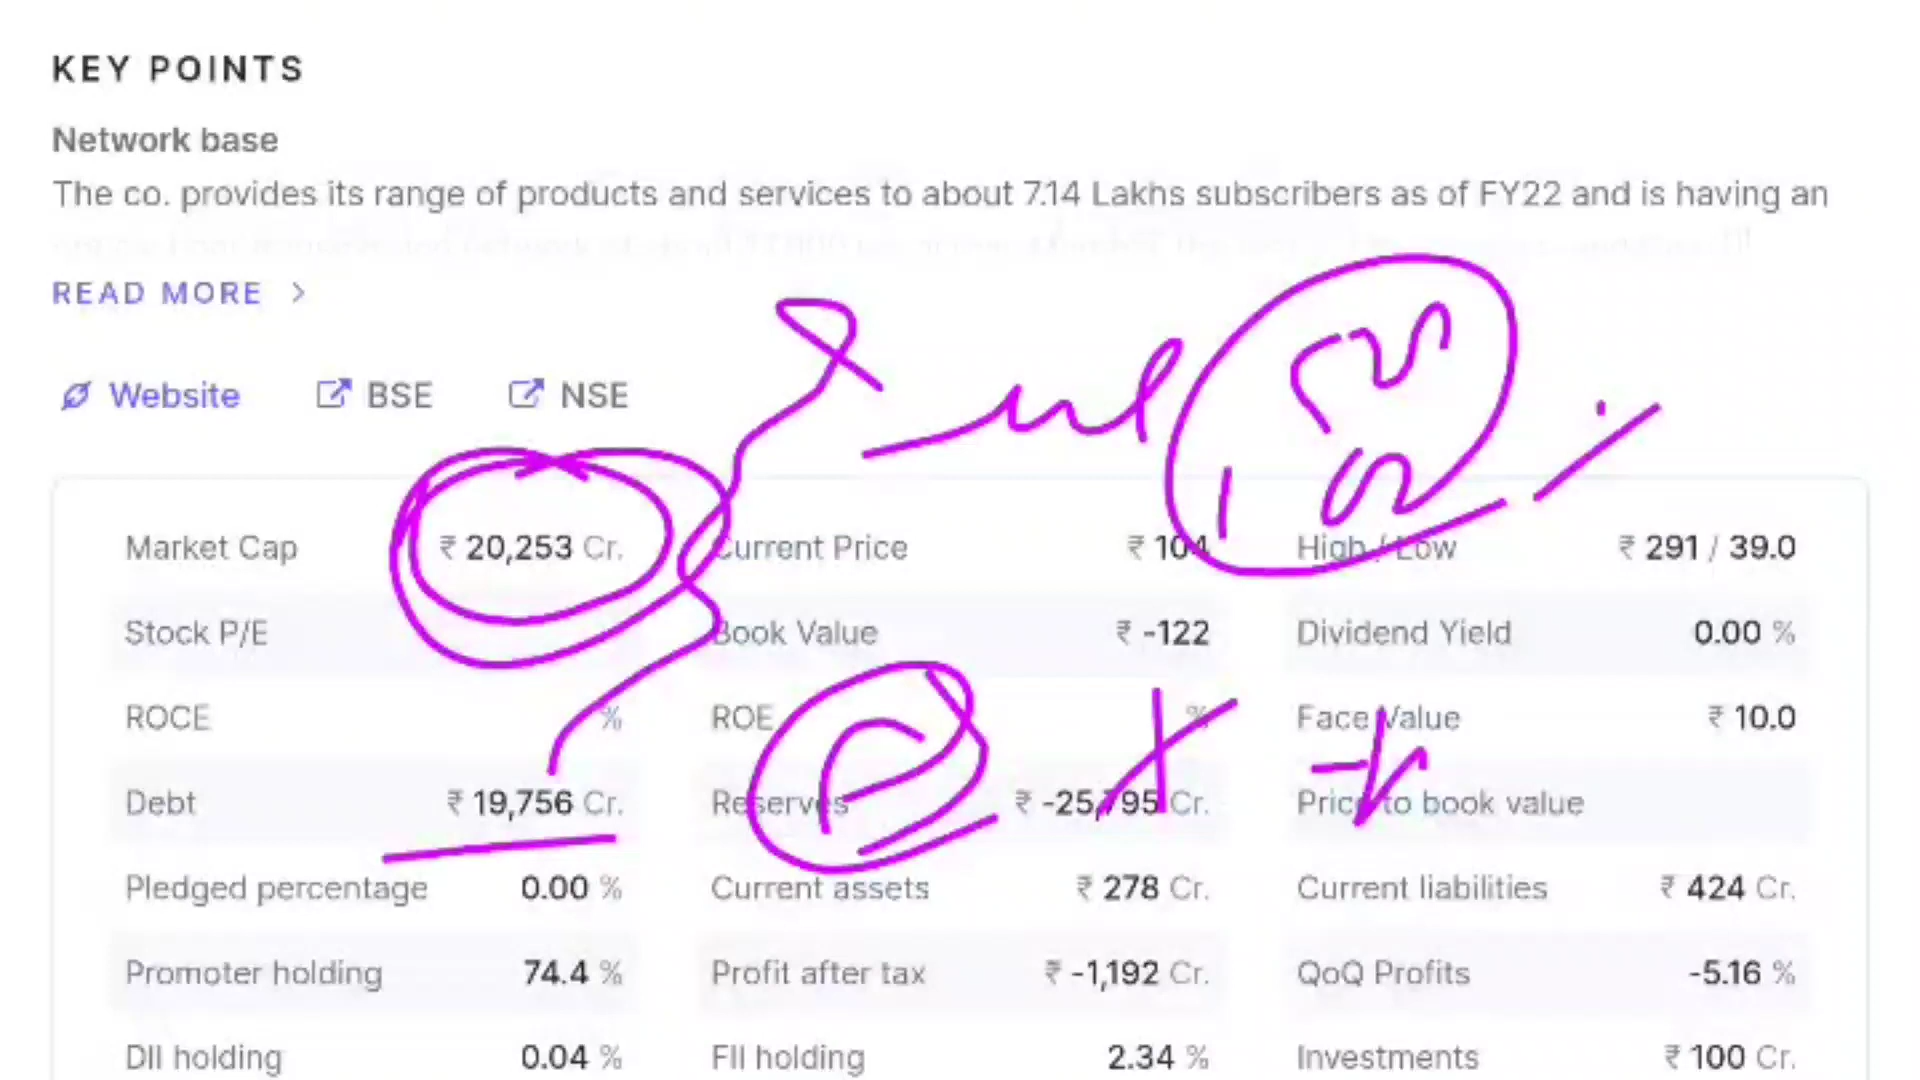 KEY POINTS
Network base
The co. provides its range of products and services to about 7.14 Lakhs subscribers as of FY22 and is having an
READ MORE >
Website BSE NSE
Market Cap ₹ 20,253 Cr. Current Price ₹ 104 High / Low ₹ 291 / 39.0
Stock P/E Book Value ₹ -122 Dividend Yield 0.00 %
ROCE % ROE % Face Value ₹ 10.0
Debt ₹ 19,756 Cr. Reserves ₹ -25,795 Cr. Price to book value
Pledged percentage 0.00 % Current assets ₹ 278 Cr. Current liabilities ₹ 424 Cr.
Promoter holding 74.4 % Profit after tax ₹ -1,192 Cr. QoQ Profits -5.16 %
DII holding 0.04 % FII holding 2.34 % Investments ₹ 100 Cr.